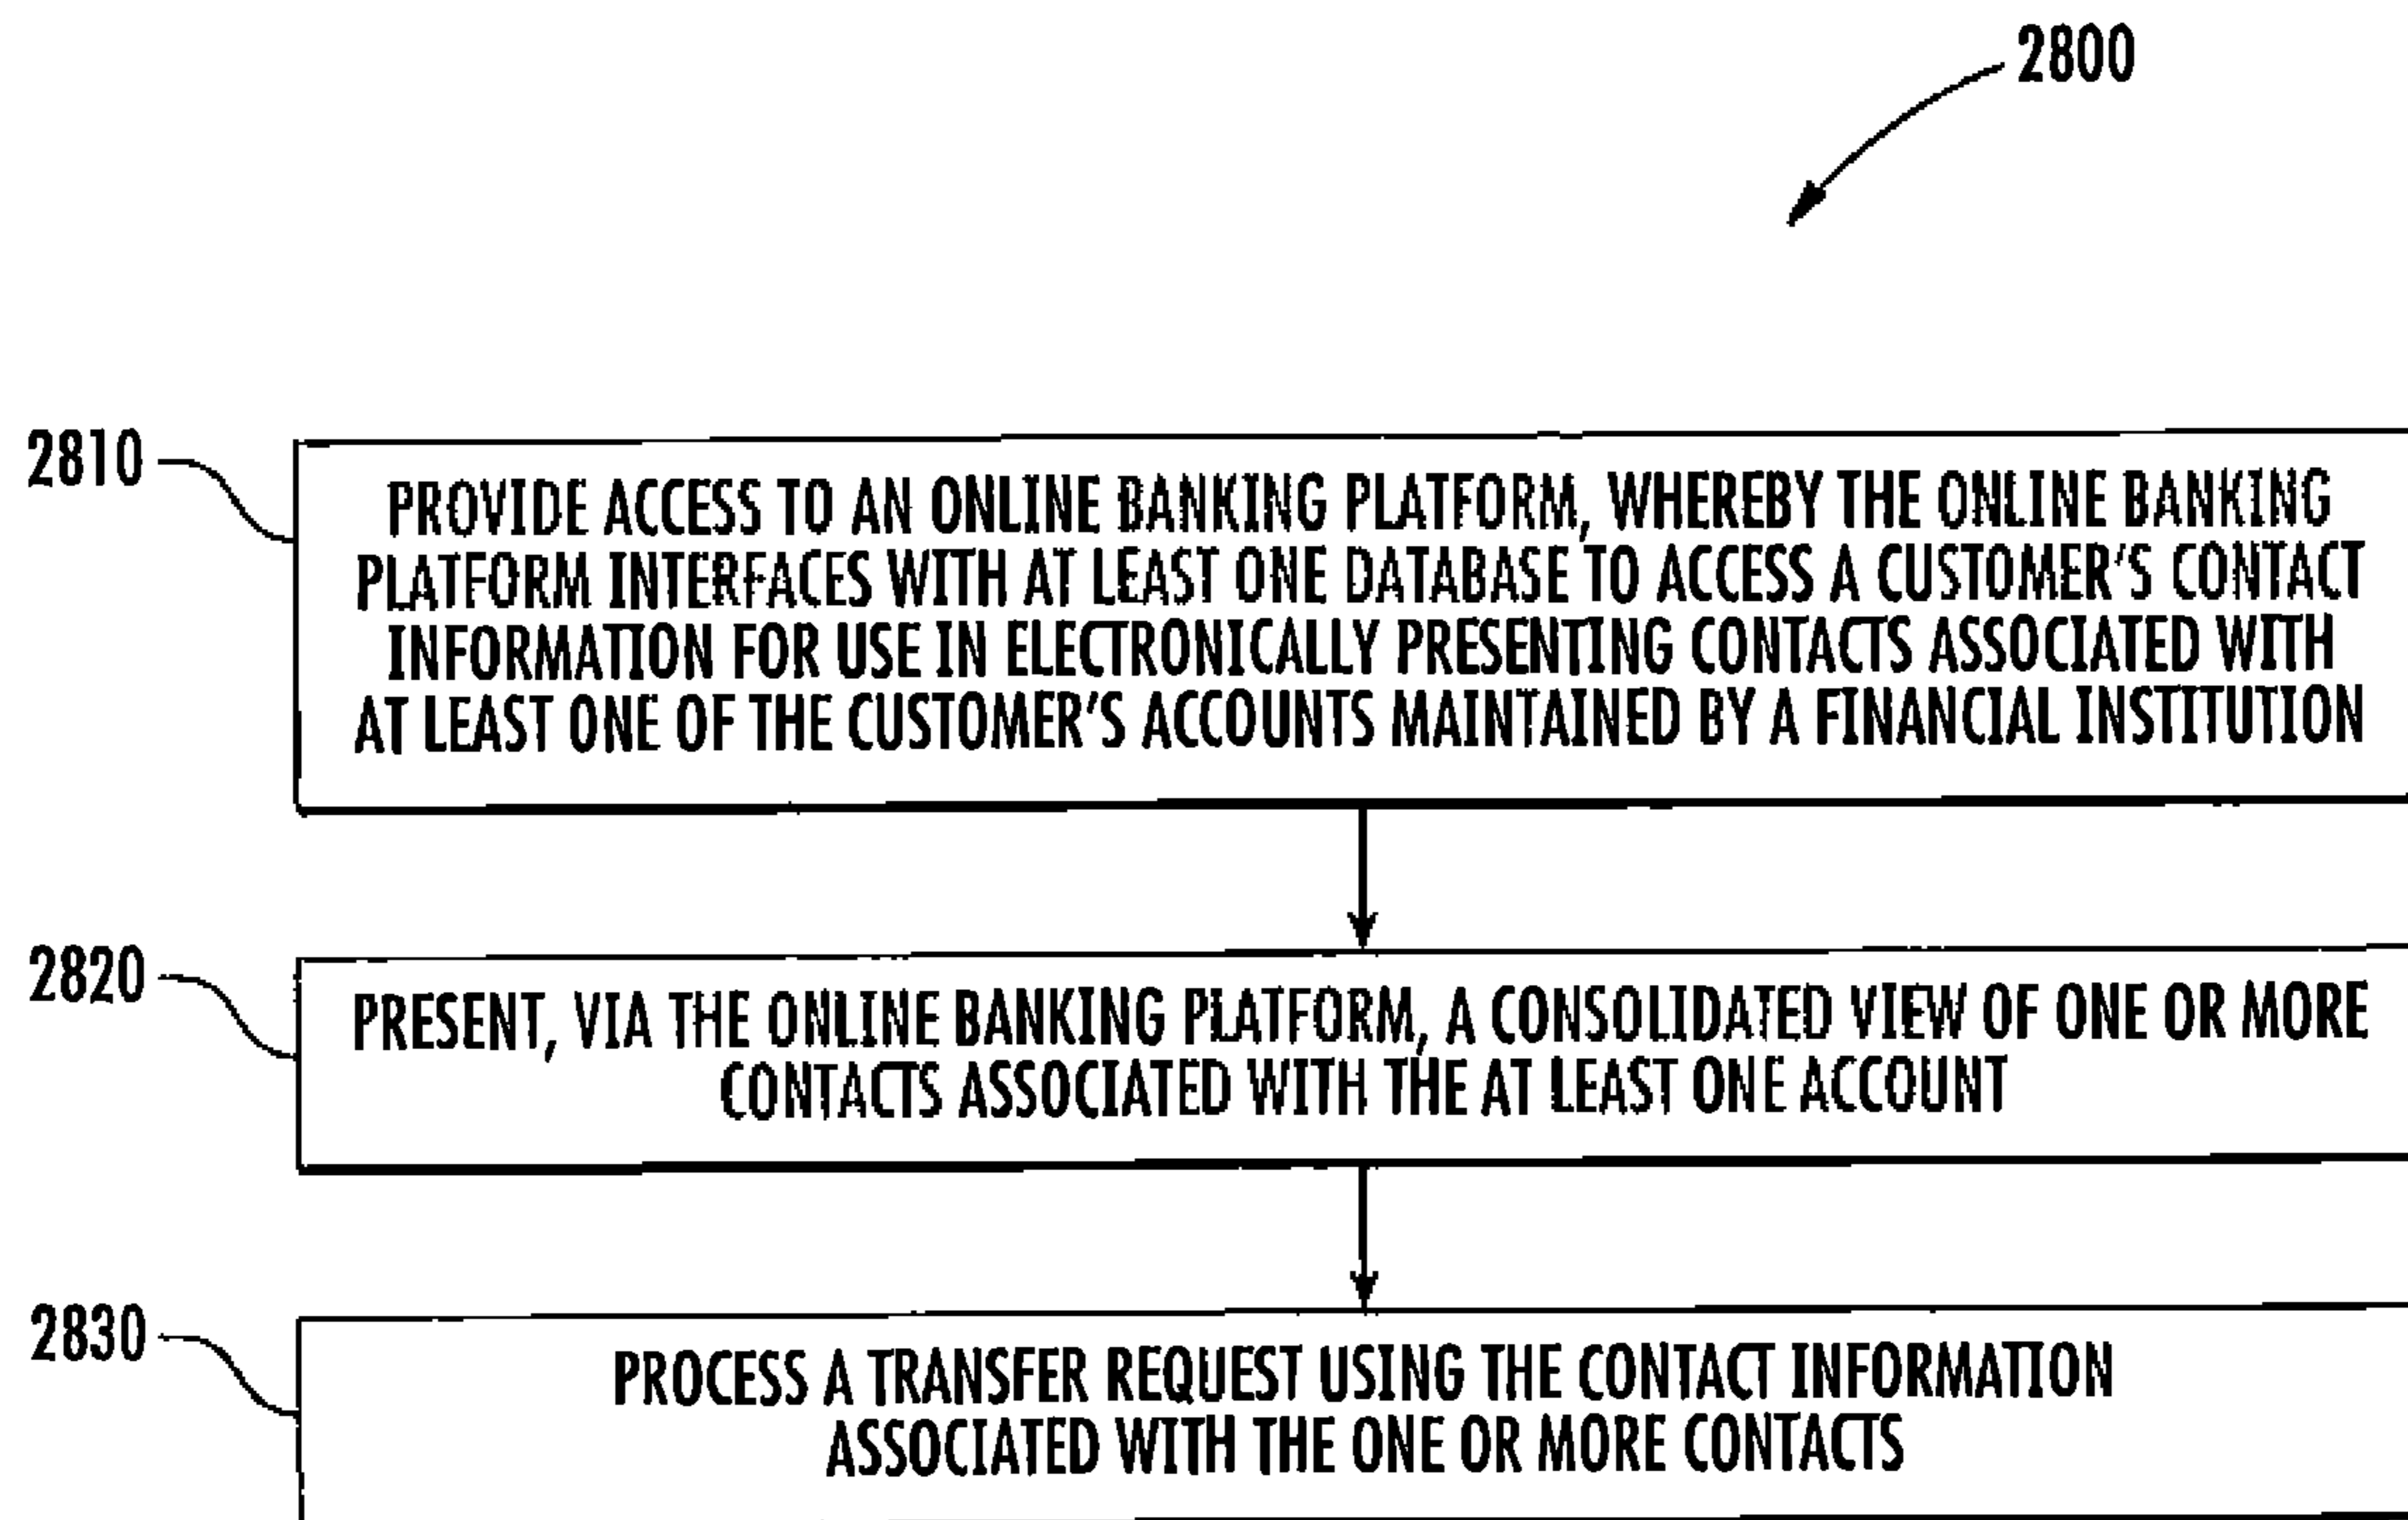 2800
2810
PROVIDE ACCESS TO AN ONLINE BANKING PLATFORM, WHEREBY THE ONLINE BANKING
PLATFORM INTERFACES WITH AT LEAST ONE DATABASE TO ACCESS A CUSTOMER'S CONTACT
INFORMATION FOR USE IN ELECTRONICALLY PRESENTING CONTACTS ASSOCIATED WITH
AT LEAST ONE OF THE CUSTOMER'S ACCOUNTS MAINTAINED BY A FINANCIAL INSTITUTION
2820
PRESENT, VIA THE ONLINE BANKING PLATFORM, A CONSOLIDATED VIEW OF ONE OR MORE
CONTACTS ASSOCIATED WITH THE AT LEAST ONE ACCOUNT
2830
PROCESS A TRANSFER REQUEST USING THE CONTACT INFORMATION
ASSOCIATED WITH THE ONE OR MORE CONTACTS